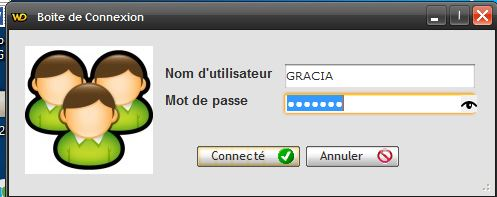 WD Boite de Connexion
Nom d'utilisateur GRACIA
Mot de passe •••••••
Connecté Annuler